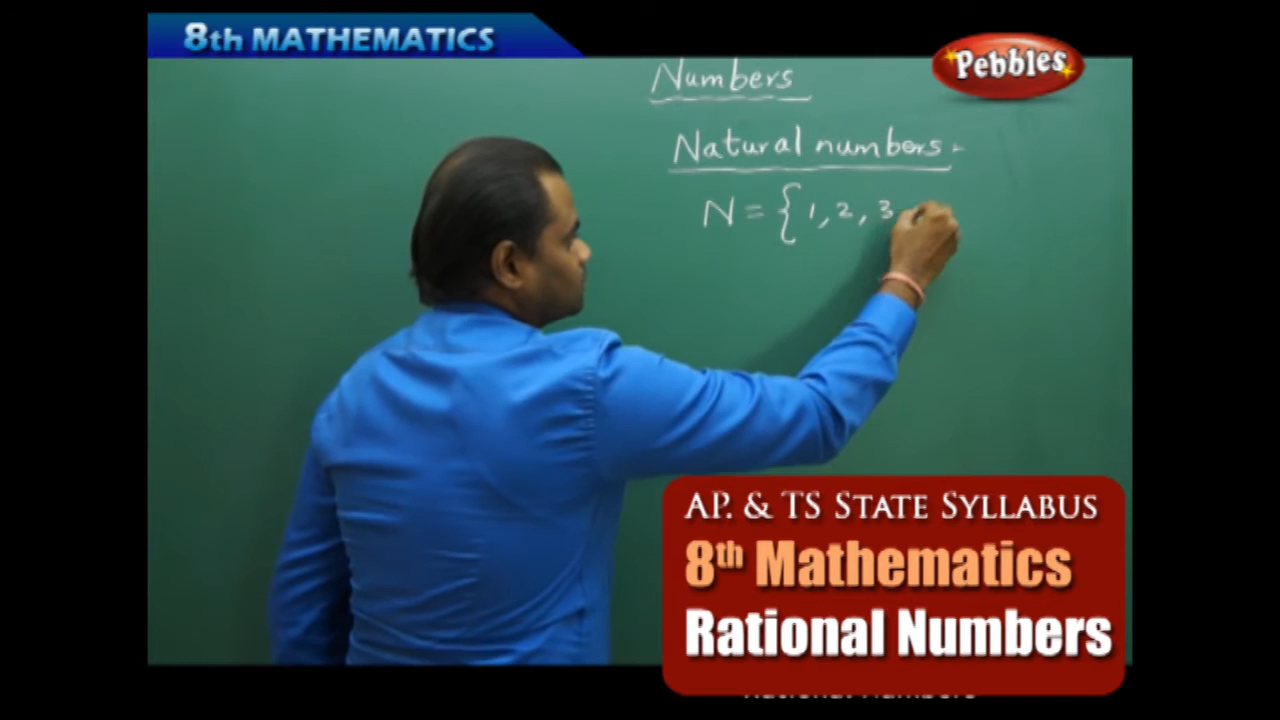 8th MATHEMATICS
Pebbles
Numbers
Natural numbers -
N = { 1, 2, 3
AP. & TS STATE SYLLABUS
8th Mathematics
Rational Numbers